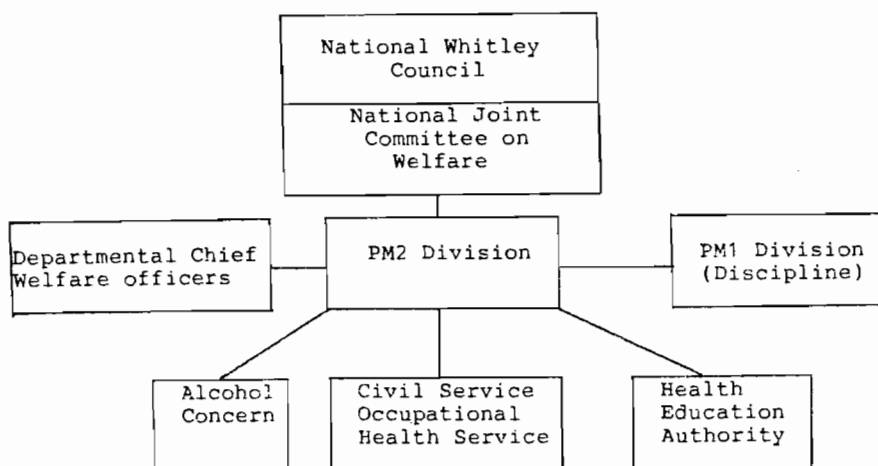 National Whitley
Council
National Joint
Committee on
Welfare
Departmental Chief
Welfare officers
PM2 Division
PM1 Division
(Discipline)
Alcohol
Concern
Civil Service
Occupational
Health Service
Health
Education
Authority